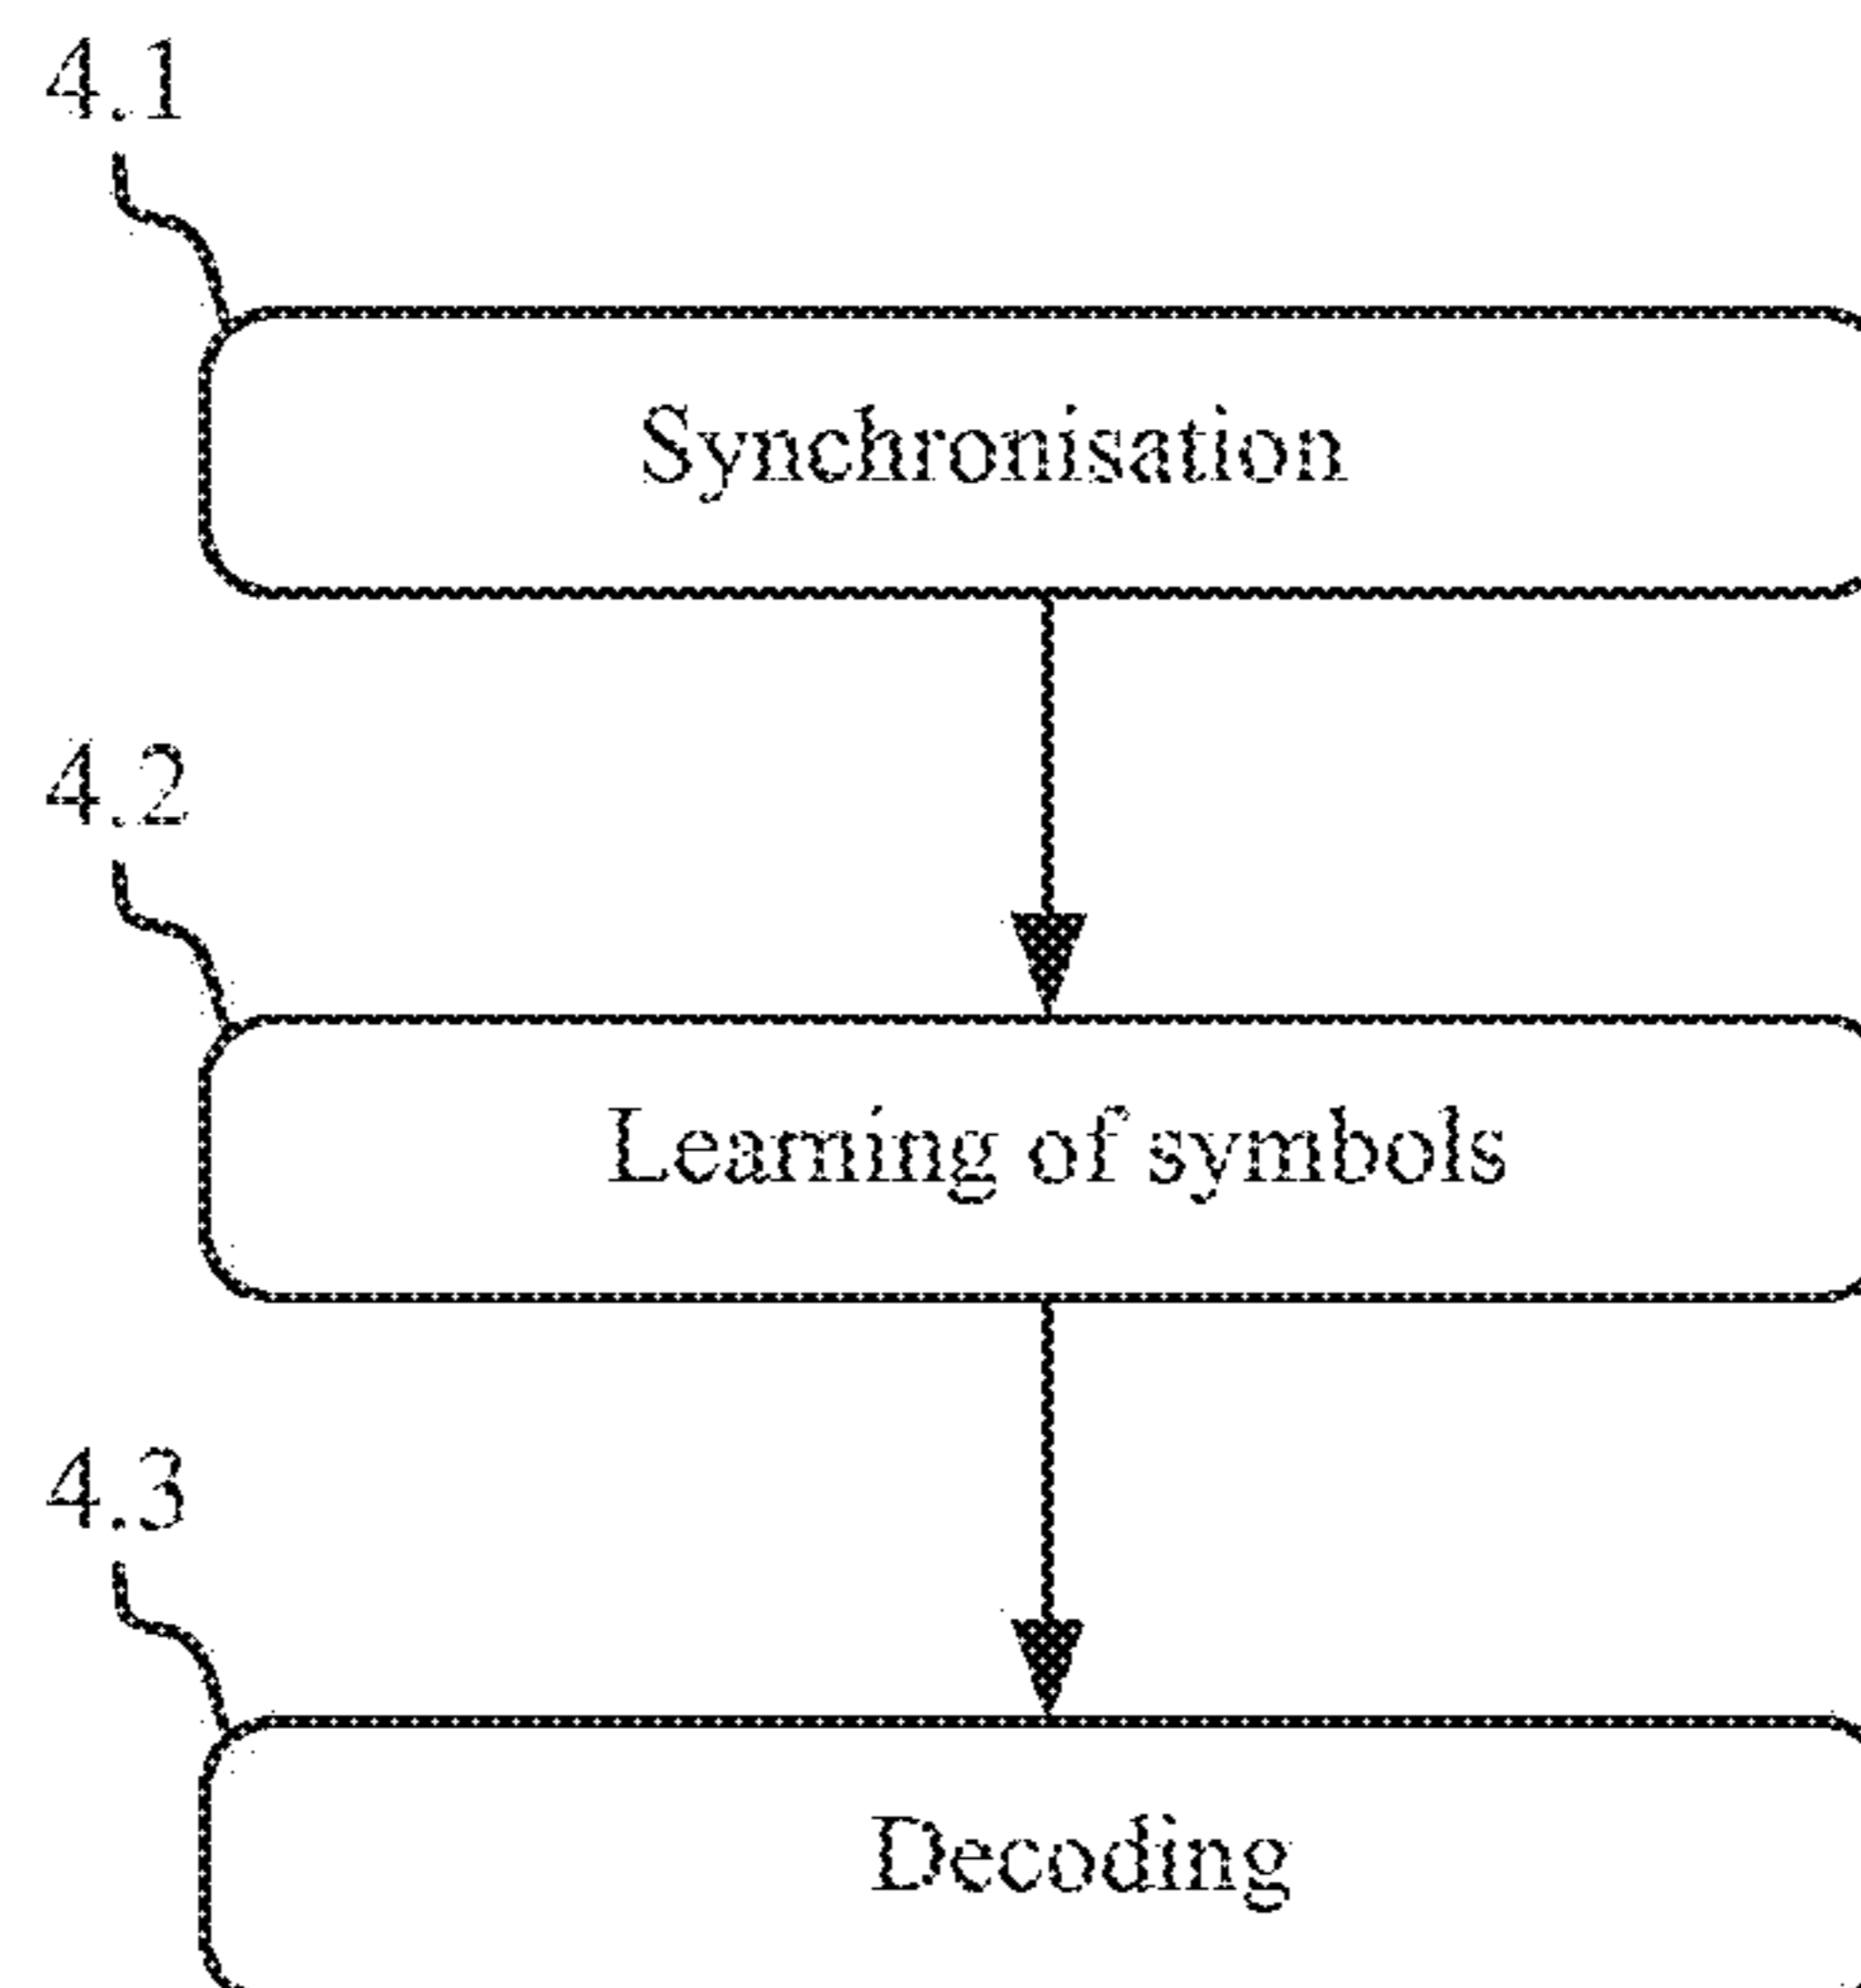 4.1
Synchronisation
4.2
Learning of symbols
4.3
Decoding